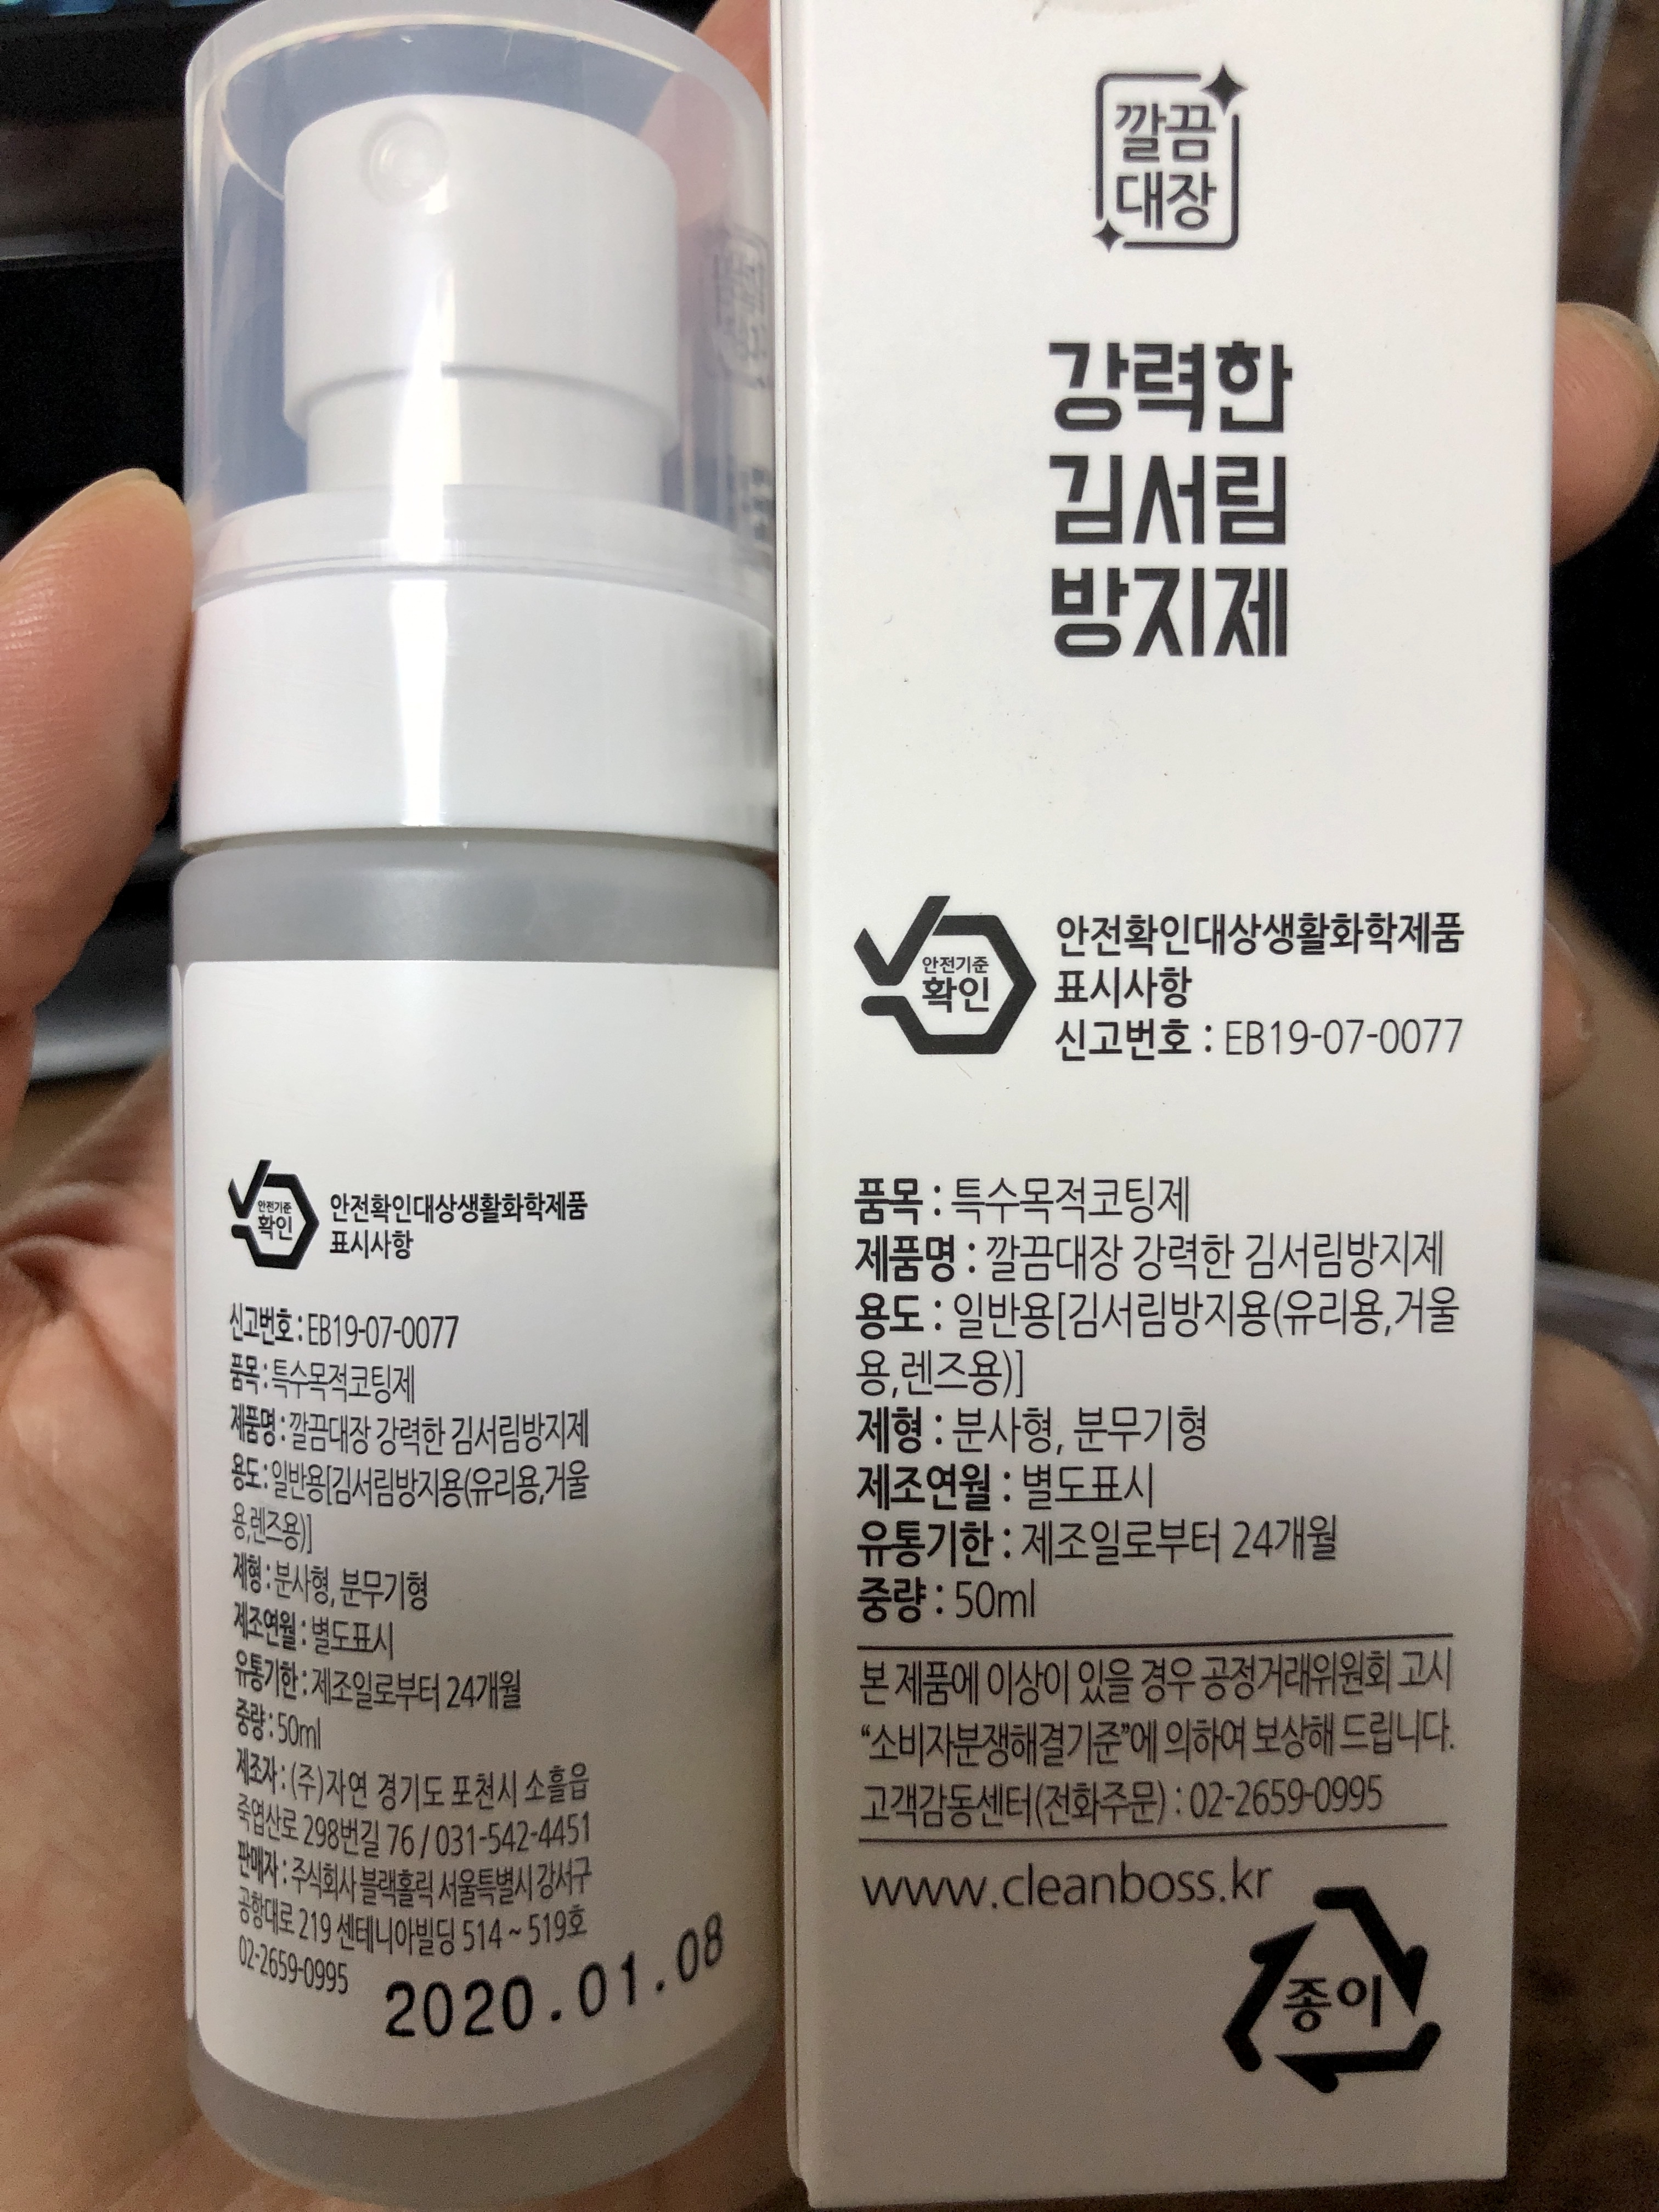 안전기준
확인
안전확인대상생활화학제품
표시사항
신고번호 : EB19-07-0077
품목 : 특수목적코팅제
제품명 : 깔끔대장 강력한 김서림방지제
용도 : 일반용[김서림방지용(유리용,거울
용,렌즈용)]
제형 : 분사형, 분무기형
제조연월 : 별도표시
유통기한 : 제조일로부터 24개월
중량 : 50ml
제조자 : (주)자연 경기도 포천시 소흘읍
죽엽산로 298번길 76 / 031-542-4451
판매자 : 주식회사 블랙홀릭 서울특별시 강서구
공항대로 219 센테니아빌딩 514 ~ 519호
02-2659-0995
2020.01.08
깔끔
대장
강력한
김서림
방지제
안전기준
확인
안전확인대상생활화학제품
표시사항
신고번호 : EB19-07-0077
품목 : 특수목적코팅제
제품명 : 깔끔대장 강력한 김서림방지제
용도 : 일반용[김서림방지용(유리용,거울
용,렌즈용)]
제형 : 분사형, 분무기형
제조연월 : 별도표시
유통기한 : 제조일로부터 24개월
중량 : 50ml
본 제품에 이상이 있을 경우 공정거래위원회 고시
“소비자분쟁해결기준”에 의하여 보상해 드립니다.
고객감동센터(전화주문) : 02-2659-0995
www.cleanboss.kr
종이